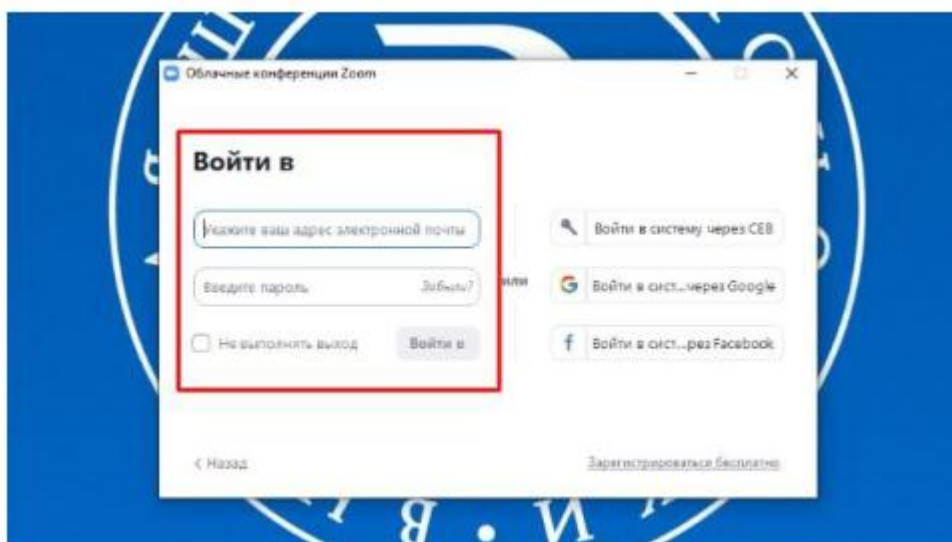 Облачные конференции Zoom
Войти в
Укажите ваш адрес электронной почты
Введите пароль
Забыли?
Не выполнять выход
Войти в
или
Войти в систему через СЕВ
Войти в сист...через Google
Войти в сист...рез Facebook
< Назад
Зарегистрироваться бесплатно